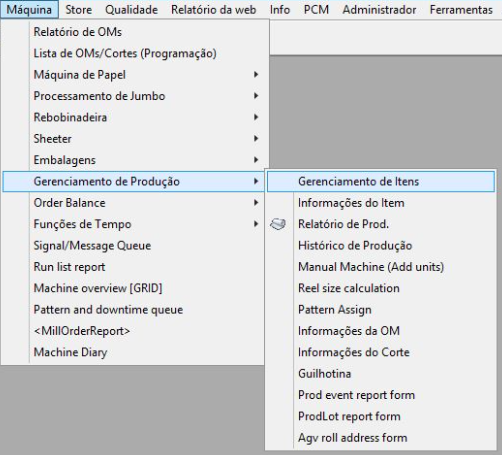 Máquina Store Qualidade Relatório da web Info PCM Administrador Ferramentas
Relatório de OMs
Lista de OMs/Cortes (Programação)
Máquina de Papel
Processamento de Jumbo
Rebobinadeira
Sheeter
Embalagens
Gerenciamento de Produção
Order Balance
Funções de Tempo
Signal/Message Queue
Run list report
Machine overview [GRID]
Pattern and downtime queue
<MillOrderReport>
Machine Diary
Gerenciamento de Itens
Informações do Item
Relatório de Prod.
Histórico de Produção
Manual Machine (Add units)
Reel size calculation
Pattern Assign
Informações da OM
Informações do Corte
Guilhotina
Prod event report form
ProdLot report form
Agv roll address form